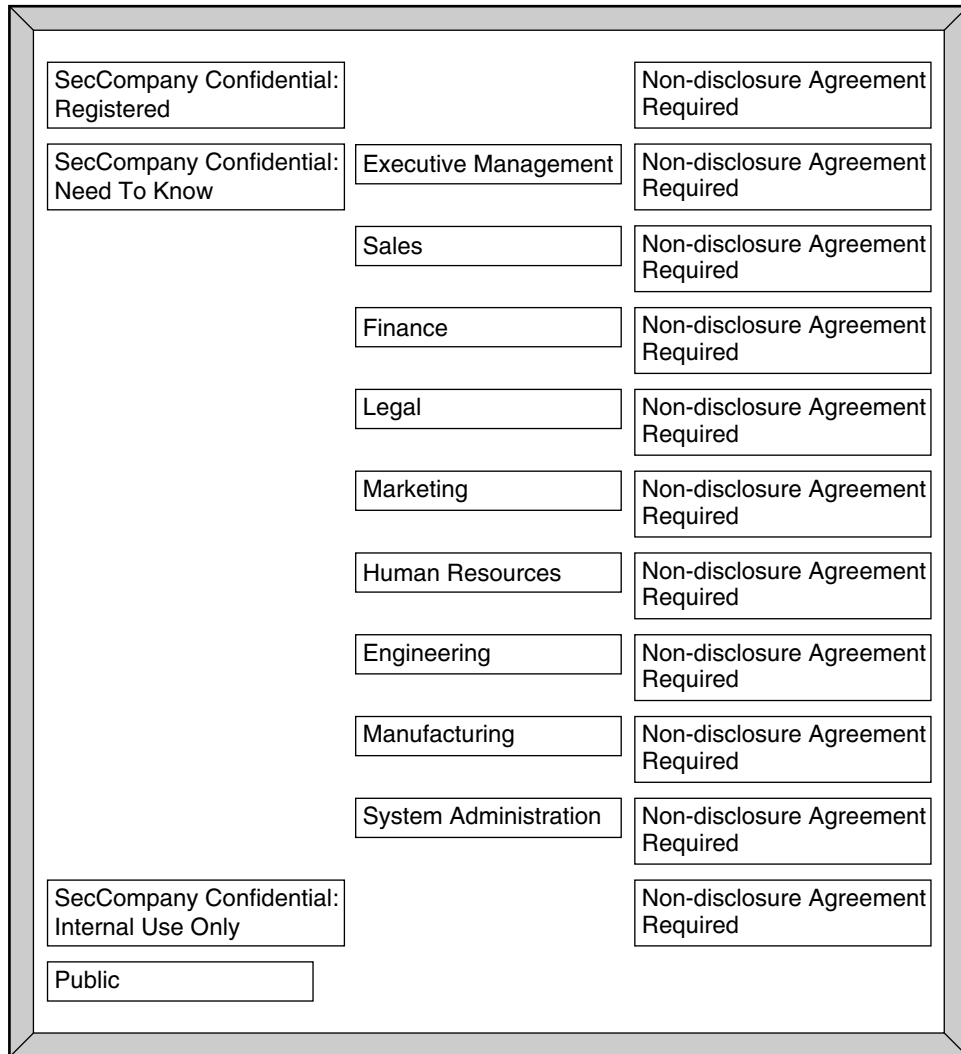 SecCompany Confidential:
Registered
Non-disclosure Agreement
Required
SecCompany Confidential:
Need To Know
Executive Management
Non-disclosure Agreement
Required
Sales
Non-disclosure Agreement
Required
Finance
Non-disclosure Agreement
Required
Legal
Non-disclosure Agreement
Required
Marketing
Non-disclosure Agreement
Required
Human Resources
Non-disclosure Agreement
Required
Engineering
Non-disclosure Agreement
Required
Manufacturing
Non-disclosure Agreement
Required
System Administration
Non-disclosure Agreement
Required
SecCompany Confidential:
Internal Use Only
Non-disclosure Agreement
Required
Public